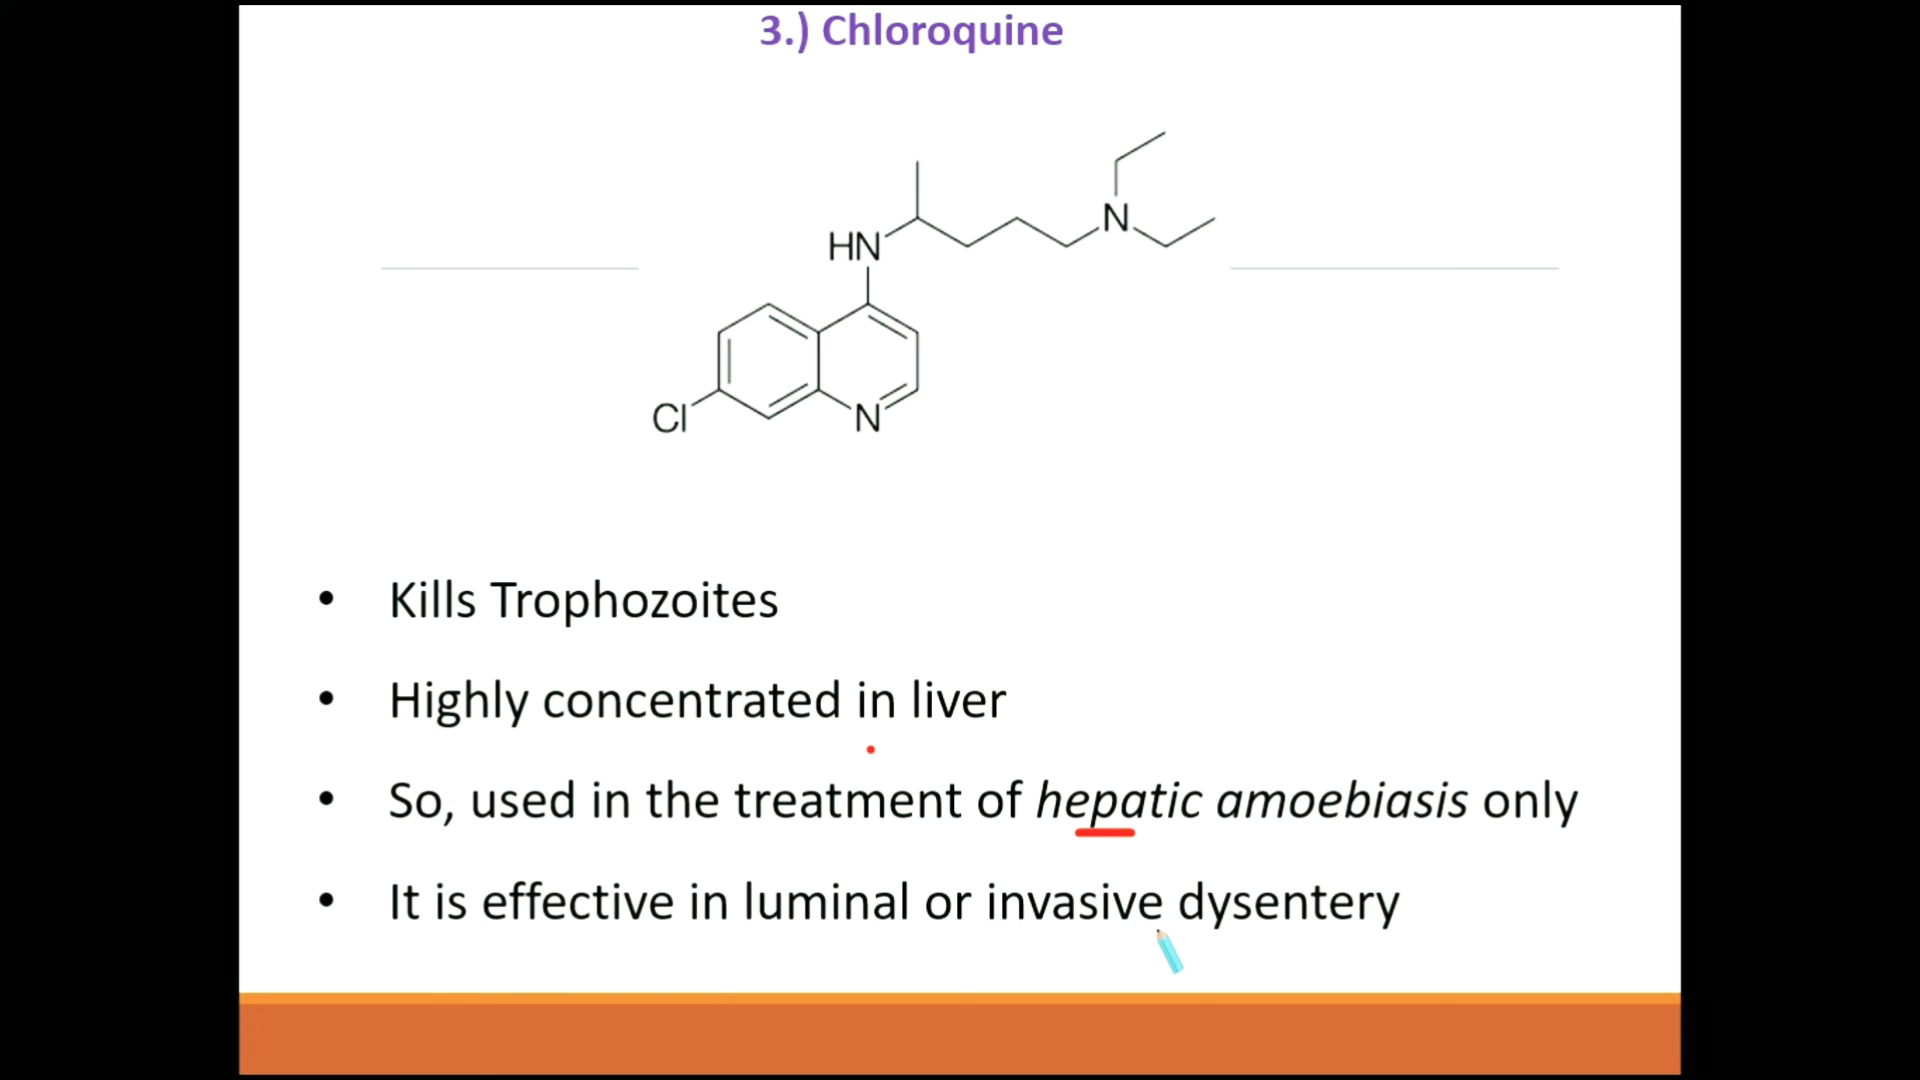 3.) Chloroquine
HN
N
Cl
N
• Kills Trophozoites
• Highly concentrated in liver
• So, used in the treatment of hepatic amoebiasis only
• It is effective in luminal or invasive dysentery